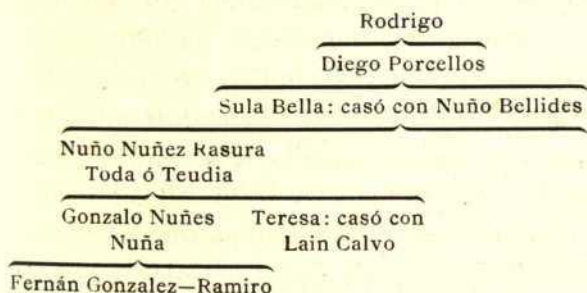 Rodrigo
Diego Porcellos
Sula Bella: casó con Nuño Bellides
Nuño Nuñez Rasura
Toda ó Teudia
Gonzalo Nuñes
Nuña
Teresa: casó con
Lain Calvo
Fernán Gonzalez—Ramiro